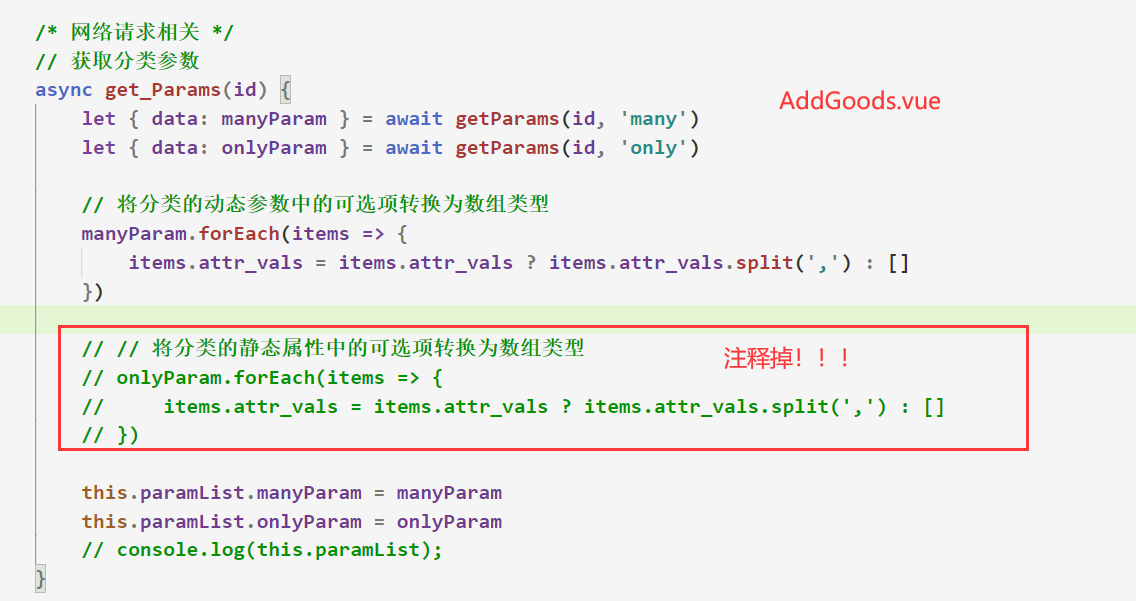 /* 网络请求相关 */
// 获取分类参数
async get_Params(id) {
AddGoods.vue
let { data: manyParam } = await getParams(id, 'many')
let { data: onlyParam } = await getParams(id, 'only')
// 将分类的动态参数中的可选项转换为数组类型
manyParam.forEach(items => {
items.attr_vals = items.attr_vals ? items.attr_vals.split(',') : []
})
// // 将分类的静态属性中的可选项转换为数组类型
注释掉！！！
// onlyParam.forEach(items => {
//     items.attr_vals = items.attr_vals ? items.attr_vals.split(',') : []
// })
this.paramList.manyParam = manyParam
this.paramList.onlyParam = onlyParam
// console.log(this.paramList);
}